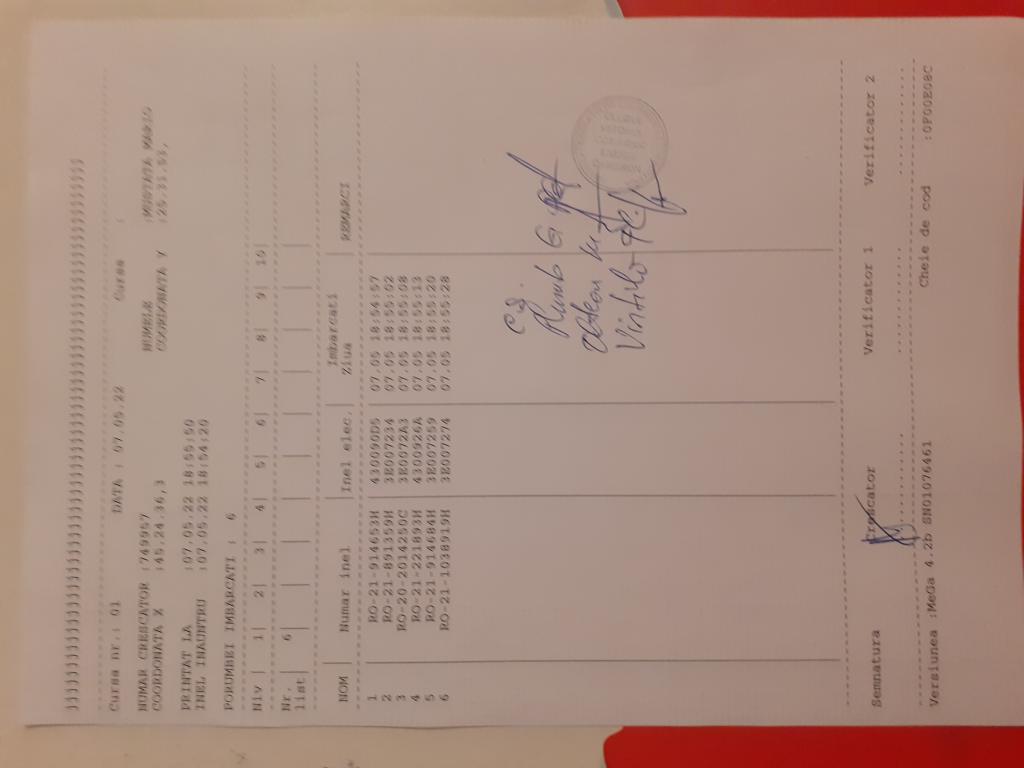 ]]]]]]]]]]]]]]]]]]]]]]]]]]]]]]]]]]]]]]]]]]]]]]]]]]]]]]]]]]]]]]
Cursa nr.: 01 DATA : 07.05.22 Cursa :
NUMAR CRESCATOR :749957 NUMELE
COORDONATA X :45.24.36,3 COORDONATA Y :25.31.59,
PRINTAT LA :07.05.22 18:55:50
INEL INAUNTRU :07.05.22 18:54:20
PORUMBEI IMBARCATI : 6
Niv | 1| 2| 3| 4| 5| 6| 7| 8| 9| 10|
Nr. | 6
list|
NOM | Numar inel | Inel elec. | Imbarcati | REMARCI
Ziua
1 RO-21-914653H 430090D5 07.05 18:54:57
2 RO-21-891359H 3E007234 07.05 18:55:02
3 RO-20-2014250C 3E0072A3 07.05 18:55:08
4 RO-21-221893H 4300926A 07.05 18:55:13
5 RO-21-914684H 3E007259 07.05 18:55:20
6 RO-21-1038919H 3E007274 07.05 18:55:28
C.S.
Semnatura Crescator Verificator 1 Verificator 2
Versiunea :MeGa 4.2b SN01076461 Cheie de cod :0F00E08C